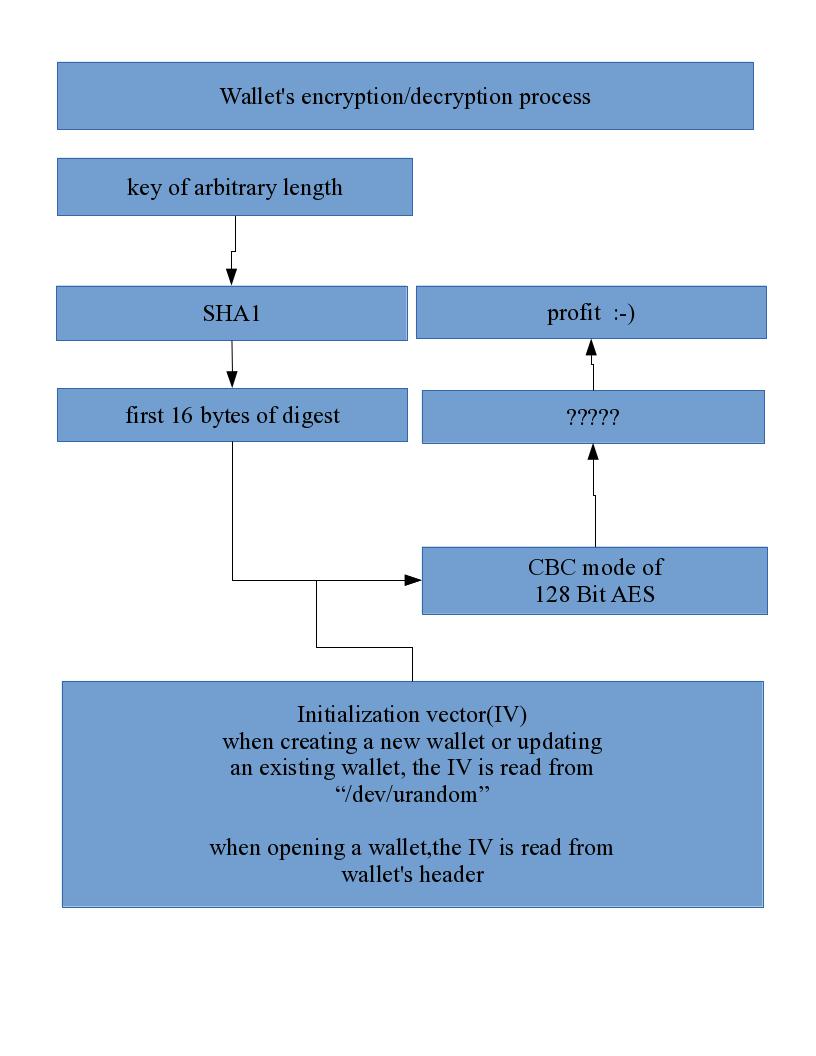 Wallet's encryption/decryption process
key of arbitrary length
SHA1
profit  :-)
first 16 bytes of digest
?????
CBC mode of
128 Bit AES
Initialization vector(IV)
when creating a new wallet or updating
an existing wallet, the IV is read from
“/dev/urandom”
when opening a wallet,the IV is read from
wallet's header